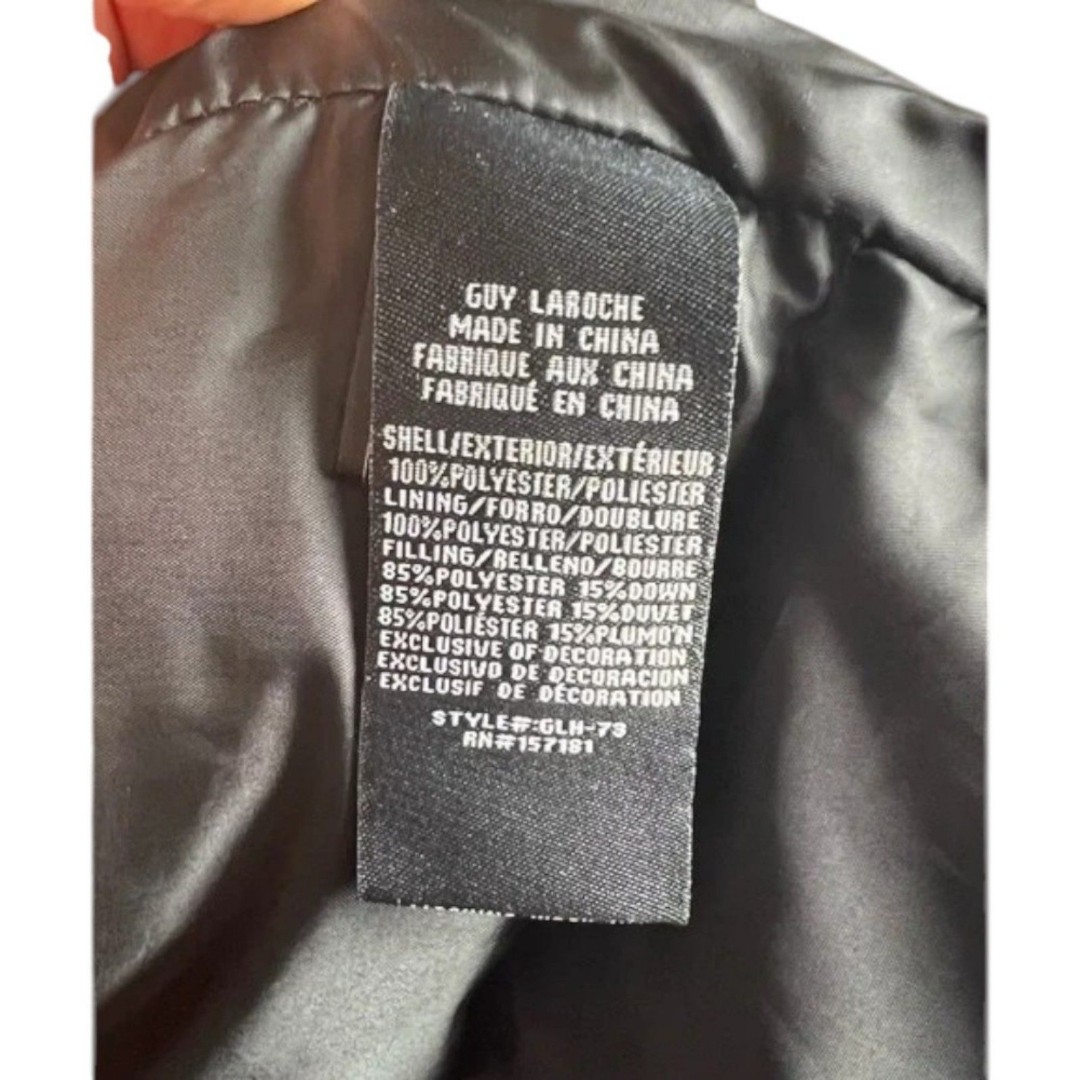 GUY LAROCHE
MADE IN CHINA
FABRIQUE AUX CHINA
FABRIQUÉ EN CHINA
SHELL/EXTERIOR/EXTÉRIEUR
100%POLYESTER/POLIESTER
LINING/FORRO/DOUBLURE
100%POLYESTER/POLIESTER
FILLING/RELLENO/BOURRE
85%POLYESTER 15%DOWN
85%POLYESTER 15%DUVET
85%POLIÉSTER 15%PLUMO'N
EXCLUSIVE OF DECORATION
EXCLUSIVO DE DECORACION
EXCLUSIF DE DÉCORATION
STYLE#:GLH-73
RN#157181